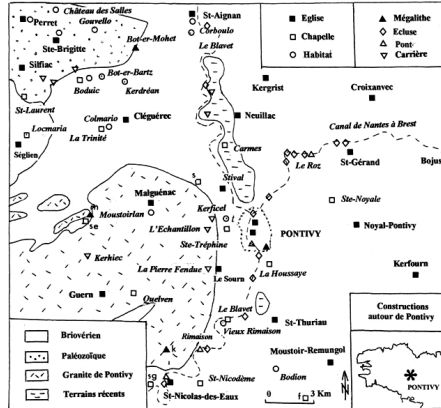 Château des Salles
Perret
Gouvello
St-Aignan
Ste-Brigitte
Bot-er-Mohet
Corboulo
Le Blavet
Silfiac
Bot-er-Bartz
Boduic
Kerdréan
Kergrist
Croixanvec
St-Laurent
Colmario
Cléguérec
Neuillac
Locmaria
La Trinité
Canal de Nantes à Brest
Séglien
Carmes
Le Roz
St-Gérand
Bojus
s
Stival
Malguénac
Ste-Noyale
m
Moustoirlan
Kerficel
se
L'Echantillon
Noyal-Pontivy
Ste-Tréphine
PONTIVY
Kerhiec
La Pierre Fendue
Le Sourn
La Houssaye
Kerfourn
Guern
Quelven
Le Blavet
St-Thuriau
Vieux Rimaison
Rimaison
k
Moustoir-Remungol
sg
St-Nicodème
Bodion
St-Nicolas-des-Eaux
N
0
f
3 Km
Eglise
Mégalithe
Chapelle
Ecluse
Pont
Habitat
Carrière
Briovérien
Paléozoïque
Granite de Pontivy
Terrains récents
Constructions
autour de Pontivy
PONTIVY